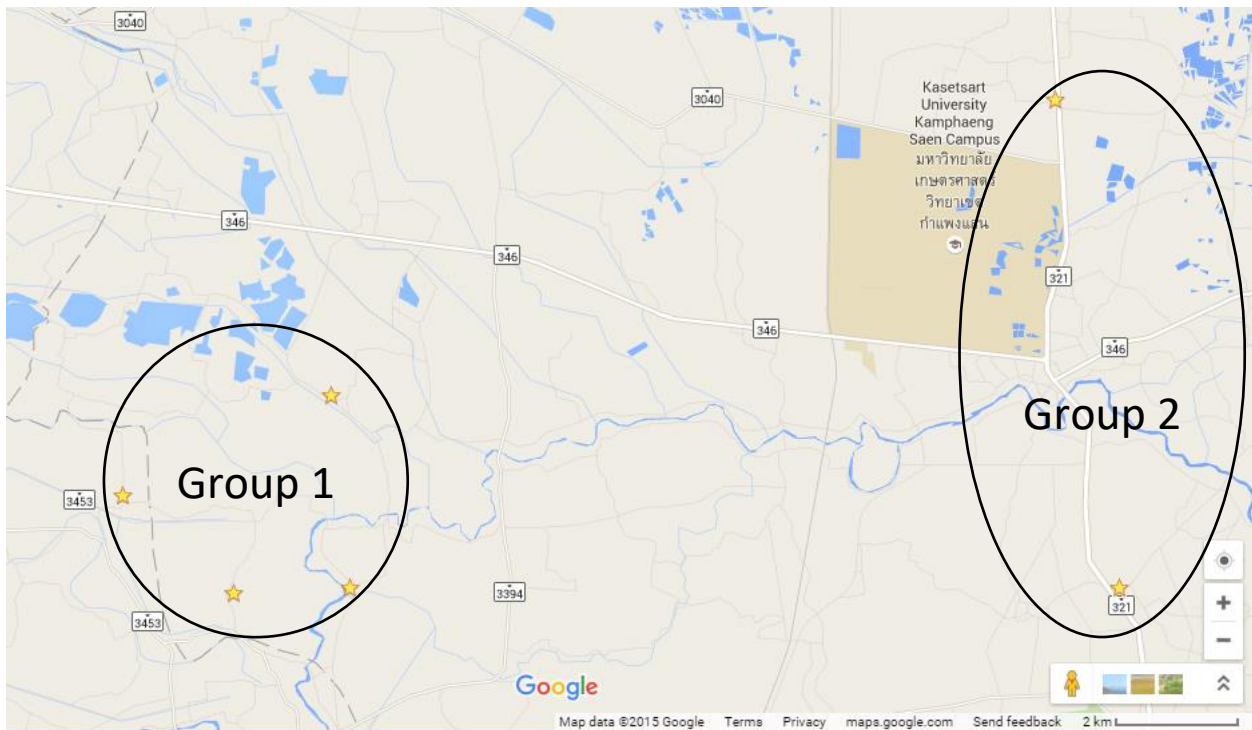 3040
3040
Kasetsart
University
Kamphaeng
Saen Campus
มหาวิทยาลัย
เกษตรศาสตร์
วิทยาเขต
กำแพงแสน
346
346
321
346
346
Group 2
Group 1
3453
3394
321
3453
Google
Map data ©2015 Google Terms Privacy maps.google.com Send feedback 2 km